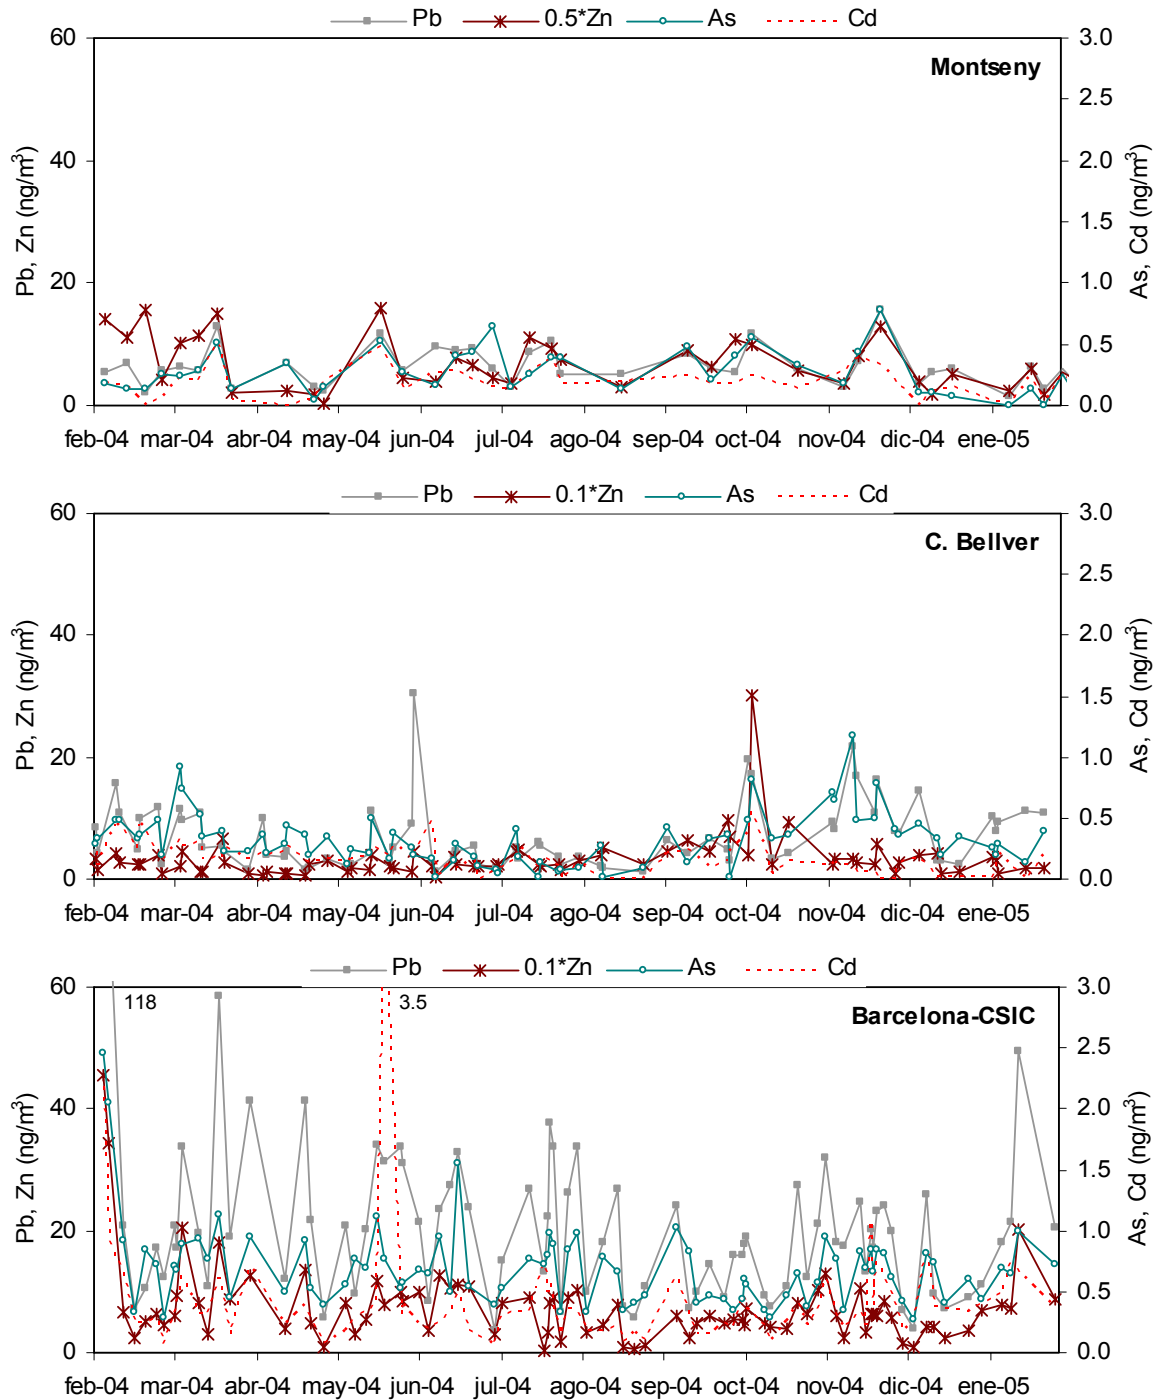 Pb 0.5*Zn As Cd
60 3.0
Montseny
2.5
40 2.0
1.5
20 1.0
0.5
0 0.0
Pb, Zn (ng/m³)
As, Cd (ng/m³)
feb-04 mar-04 abr-04 may-04 jun-04 jul-04 ago-04 sep-04 oct-04 nov-04 dic-04 ene-05
Pb 0.1*Zn As Cd
60 3.0
C. Bellver
2.5
40 2.0
1.5
20 1.0
0.5
0 0.0
Pb, Zn (ng/m³)
As, Cd (ng/m³)
feb-04 mar-04 abr-04 may-04 jun-04 jul-04 ago-04 sep-04 oct-04 nov-04 dic-04 ene-05
Pb 0.1*Zn As Cd
60 3.0
118 3.5
Barcelona-CSIC
2.5
40 2.0
1.5
20 1.0
0.5
0 0.0
Pb, Zn (ng/m³)
As, Cd (ng/m³)
feb-04 mar-04 abr-04 may-04 jun-04 jul-04 ago-04 sep-04 oct-04 nov-04 dic-04 ene-05